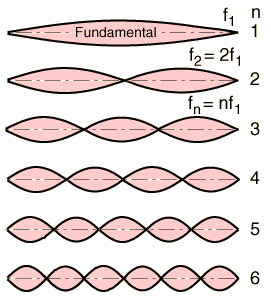 f₁ n
Fundamental 1
f₂ = 2f₁
2
fₙ = nf₁
3
4
5
6